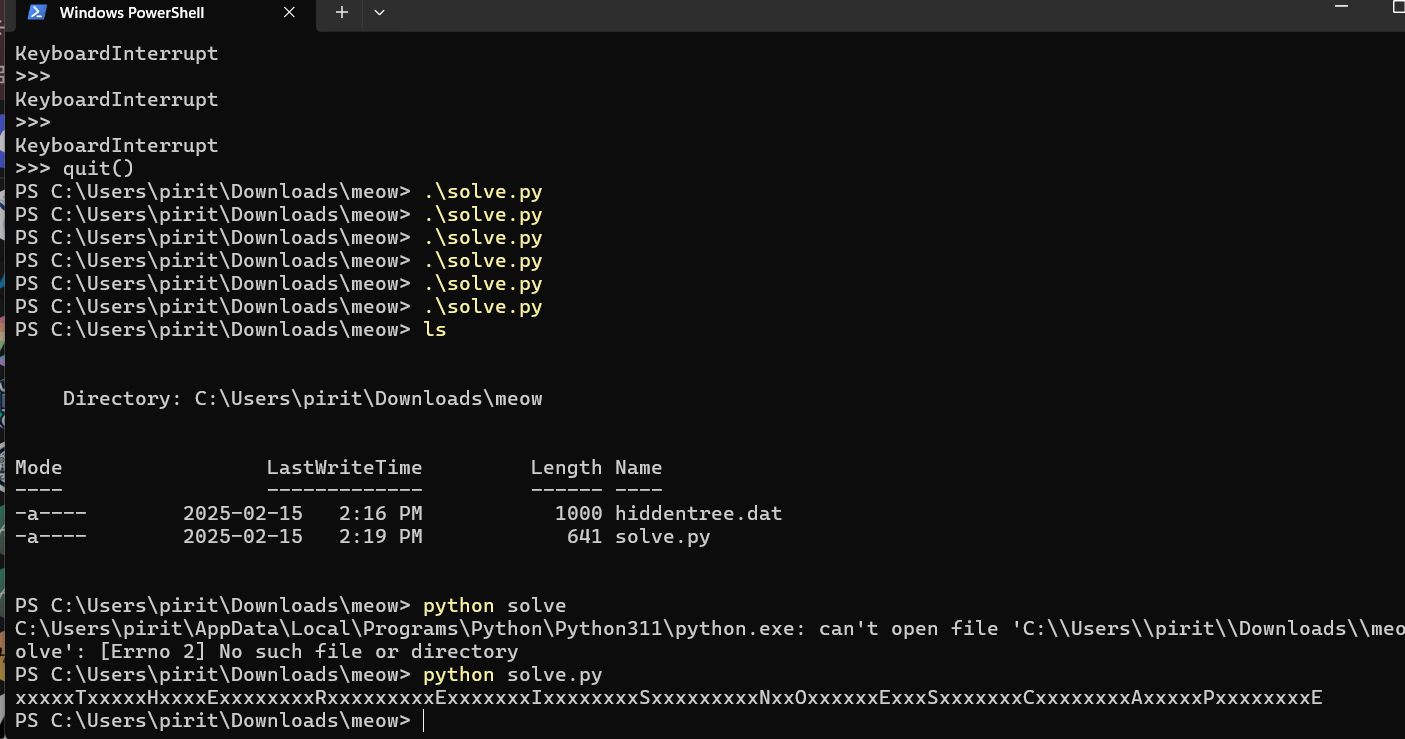 Windows PowerShell
KeyboardInterrupt
>>>
KeyboardInterrupt
>>>
KeyboardInterrupt
>>> quit()
PS C:\Users\pirit\Downloads\meow> .\solve.py
PS C:\Users\pirit\Downloads\meow> .\solve.py
PS C:\Users\pirit\Downloads\meow> .\solve.py
PS C:\Users\pirit\Downloads\meow> .\solve.py
PS C:\Users\pirit\Downloads\meow> .\solve.py
PS C:\Users\pirit\Downloads\meow> .\solve.py
PS C:\Users\pirit\Downloads\meow> ls
Directory: C:\Users\pirit\Downloads\meow
Mode LastWriteTime Length Name
---- ------------- ------ ----
-a---- 2025-02-15 2:16 PM 1000 hiddentree.dat
-a---- 2025-02-15 2:19 PM 641 solve.py
PS C:\Users\pirit\Downloads\meow> python solve
C:\Users\pirit\AppData\Local\Programs\Python\Python311\python.exe: can't open file 'C:\\Users\\pirit\\Downloads\\meo
olve': [Errno 2] No such file or directory
PS C:\Users\pirit\Downloads\meow> python solve.py
xxxxxTxxxxxHxxxxExxxxxxxxRxxxxxxxxxExxxxxxxIxxxxxxxxSxxxxxxxxxNxxOxxxxxxExxxSxxxxxxxCxxxxxxxxAxxxxxPxxxxxxxxE
PS C:\Users\pirit\Downloads\meow>